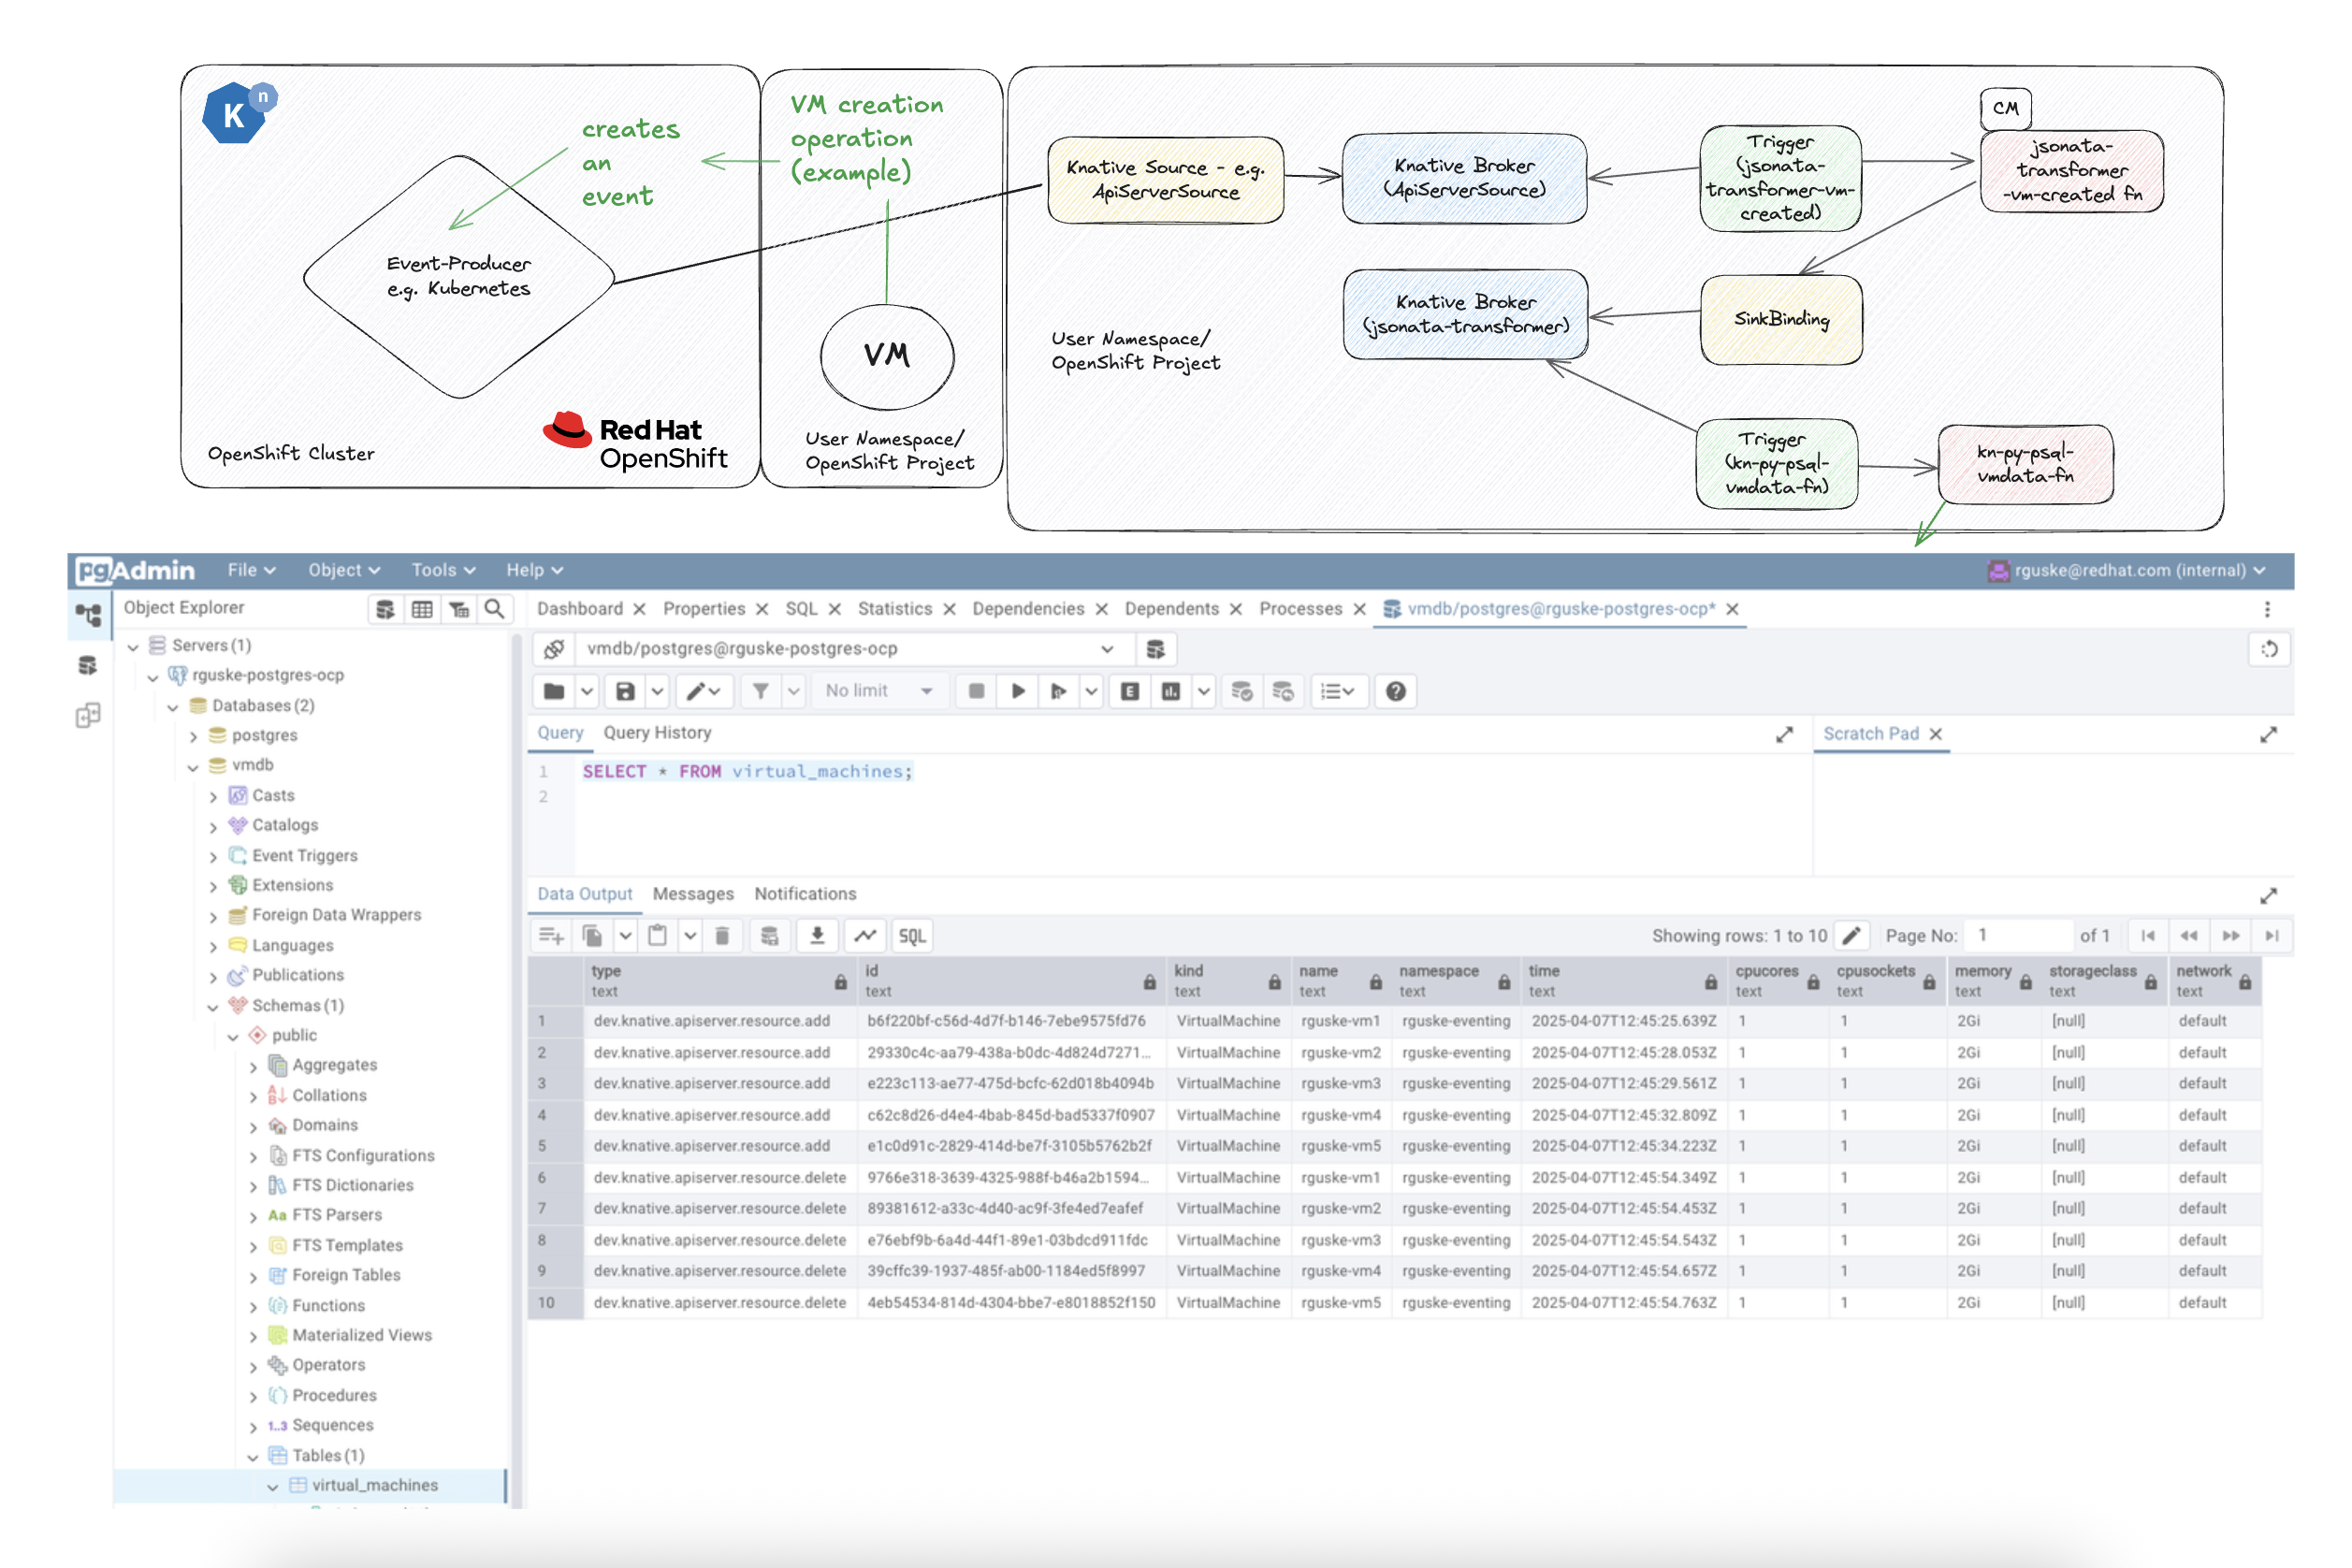 K
n
creates
an
event
VM creation
operation
(example)
Event-Producer
e.g. Kubernetes
OpenShift Cluster
Red Hat
OpenShift
VM
User Namespace/
OpenShift Project
Knative Source - e.g.
ApiServerSource
Knative Broker
(ApiServerSource)
Trigger
(jsonata-
transformer-vm-
created)
CM
jsonata-
transformer
-vm-created fn
Knative Broker
(jsonata-transformer)
SinkBinding
User Namespace/
OpenShift Project
Trigger
(kn-py-psql-
vmdata-fn)
kn-py-psql-
vmdata-fn
pgAdmin File Object Tools Help rguske@redhat.com (internal)
Object Explorer
Dashboard Properties SQL Statistics Dependencies Dependents Processes vmdb/postgres@rguske-postgres-ocp*
Servers (1)
rguske-postgres-ocp
Databases (2)
postgres
vmdb
Casts
Catalogs
Event Triggers
Extensions
Foreign Data Wrappers
Languages
Publications
Schemas (1)
public
Aggregates
Collations
Domains
FTS Configurations
FTS Dictionaries
Aa FTS Parsers
FTS Templates
Foreign Tables
Functions
Materialized Views
Operators
Procedures
1..3 Sequences
Tables (1)
virtual_machines
vmdb/postgres@rguske-postgres-ocp
No limit E
Query Query History Scratch Pad
1 SELECT * FROM virtual_machines;
2
Data Output Messages Notifications
SQL Showing rows: 1 to 10 Page No: 1 of 1
type id kind name namespace time cpucores cpusockets memory storageclass network
text text text text text text text text text text text
1 dev.knative.apiserver.resource.add b6f220bf-c56d-4d7f-b146-7ebe9575fd76 VirtualMachine rguske-vm1 rguske-eventing 2025-04-07T12:45:25.639Z 1 1 2Gi [null] default
2 dev.knative.apiserver.resource.add 29330c4c-aa79-438a-b0dc-4d824d7271... VirtualMachine rguske-vm2 rguske-eventing 2025-04-07T12:45:28.053Z 1 1 2Gi [null] default
3 dev.knative.apiserver.resource.add e223c113-ae77-475d-bcfc-62d018b4094b VirtualMachine rguske-vm3 rguske-eventing 2025-04-07T12:45:29.561Z 1 1 2Gi [null] default
4 dev.knative.apiserver.resource.add c62c8d26-d4e4-4bab-845d-bad5337f0907 VirtualMachine rguske-vm4 rguske-eventing 2025-04-07T12:45:32.809Z 1 1 2Gi [null] default
5 dev.knative.apiserver.resource.add e1c0d91c-2829-414d-be7f-3105b5762b2f VirtualMachine rguske-vm5 rguske-eventing 2025-04-07T12:45:34.223Z 1 1 2Gi [null] default
6 dev.knative.apiserver.resource.delete 9766e318-3639-4325-988f-b46a2b1594... VirtualMachine rguske-vm1 rguske-eventing 2025-04-07T12:45:54.349Z 1 1 2Gi [null] default
7 dev.knative.apiserver.resource.delete 89381612-a33c-4d40-ac9f-3fe4ed7eafef VirtualMachine rguske-vm2 rguske-eventing 2025-04-07T12:45:54.453Z 1 1 2Gi [null] default
8 dev.knative.apiserver.resource.delete e76ebf9b-6a4d-44f1-89e1-03bdcd911fdc VirtualMachine rguske-vm3 rguske-eventing 2025-04-07T12:45:54.543Z 1 1 2Gi [null] default
9 dev.knative.apiserver.resource.delete 39cffc39-1937-485f-ab00-1184ed5f8997 VirtualMachine rguske-vm4 rguske-eventing 2025-04-07T12:45:54.657Z 1 1 2Gi [null] default
10 dev.knative.apiserver.resource.delete 4eb54534-814d-4304-bbe7-e8018852f150 VirtualMachine rguske-vm5 rguske-eventing 2025-04-07T12:45:54.763Z 1 1 2Gi [null] default